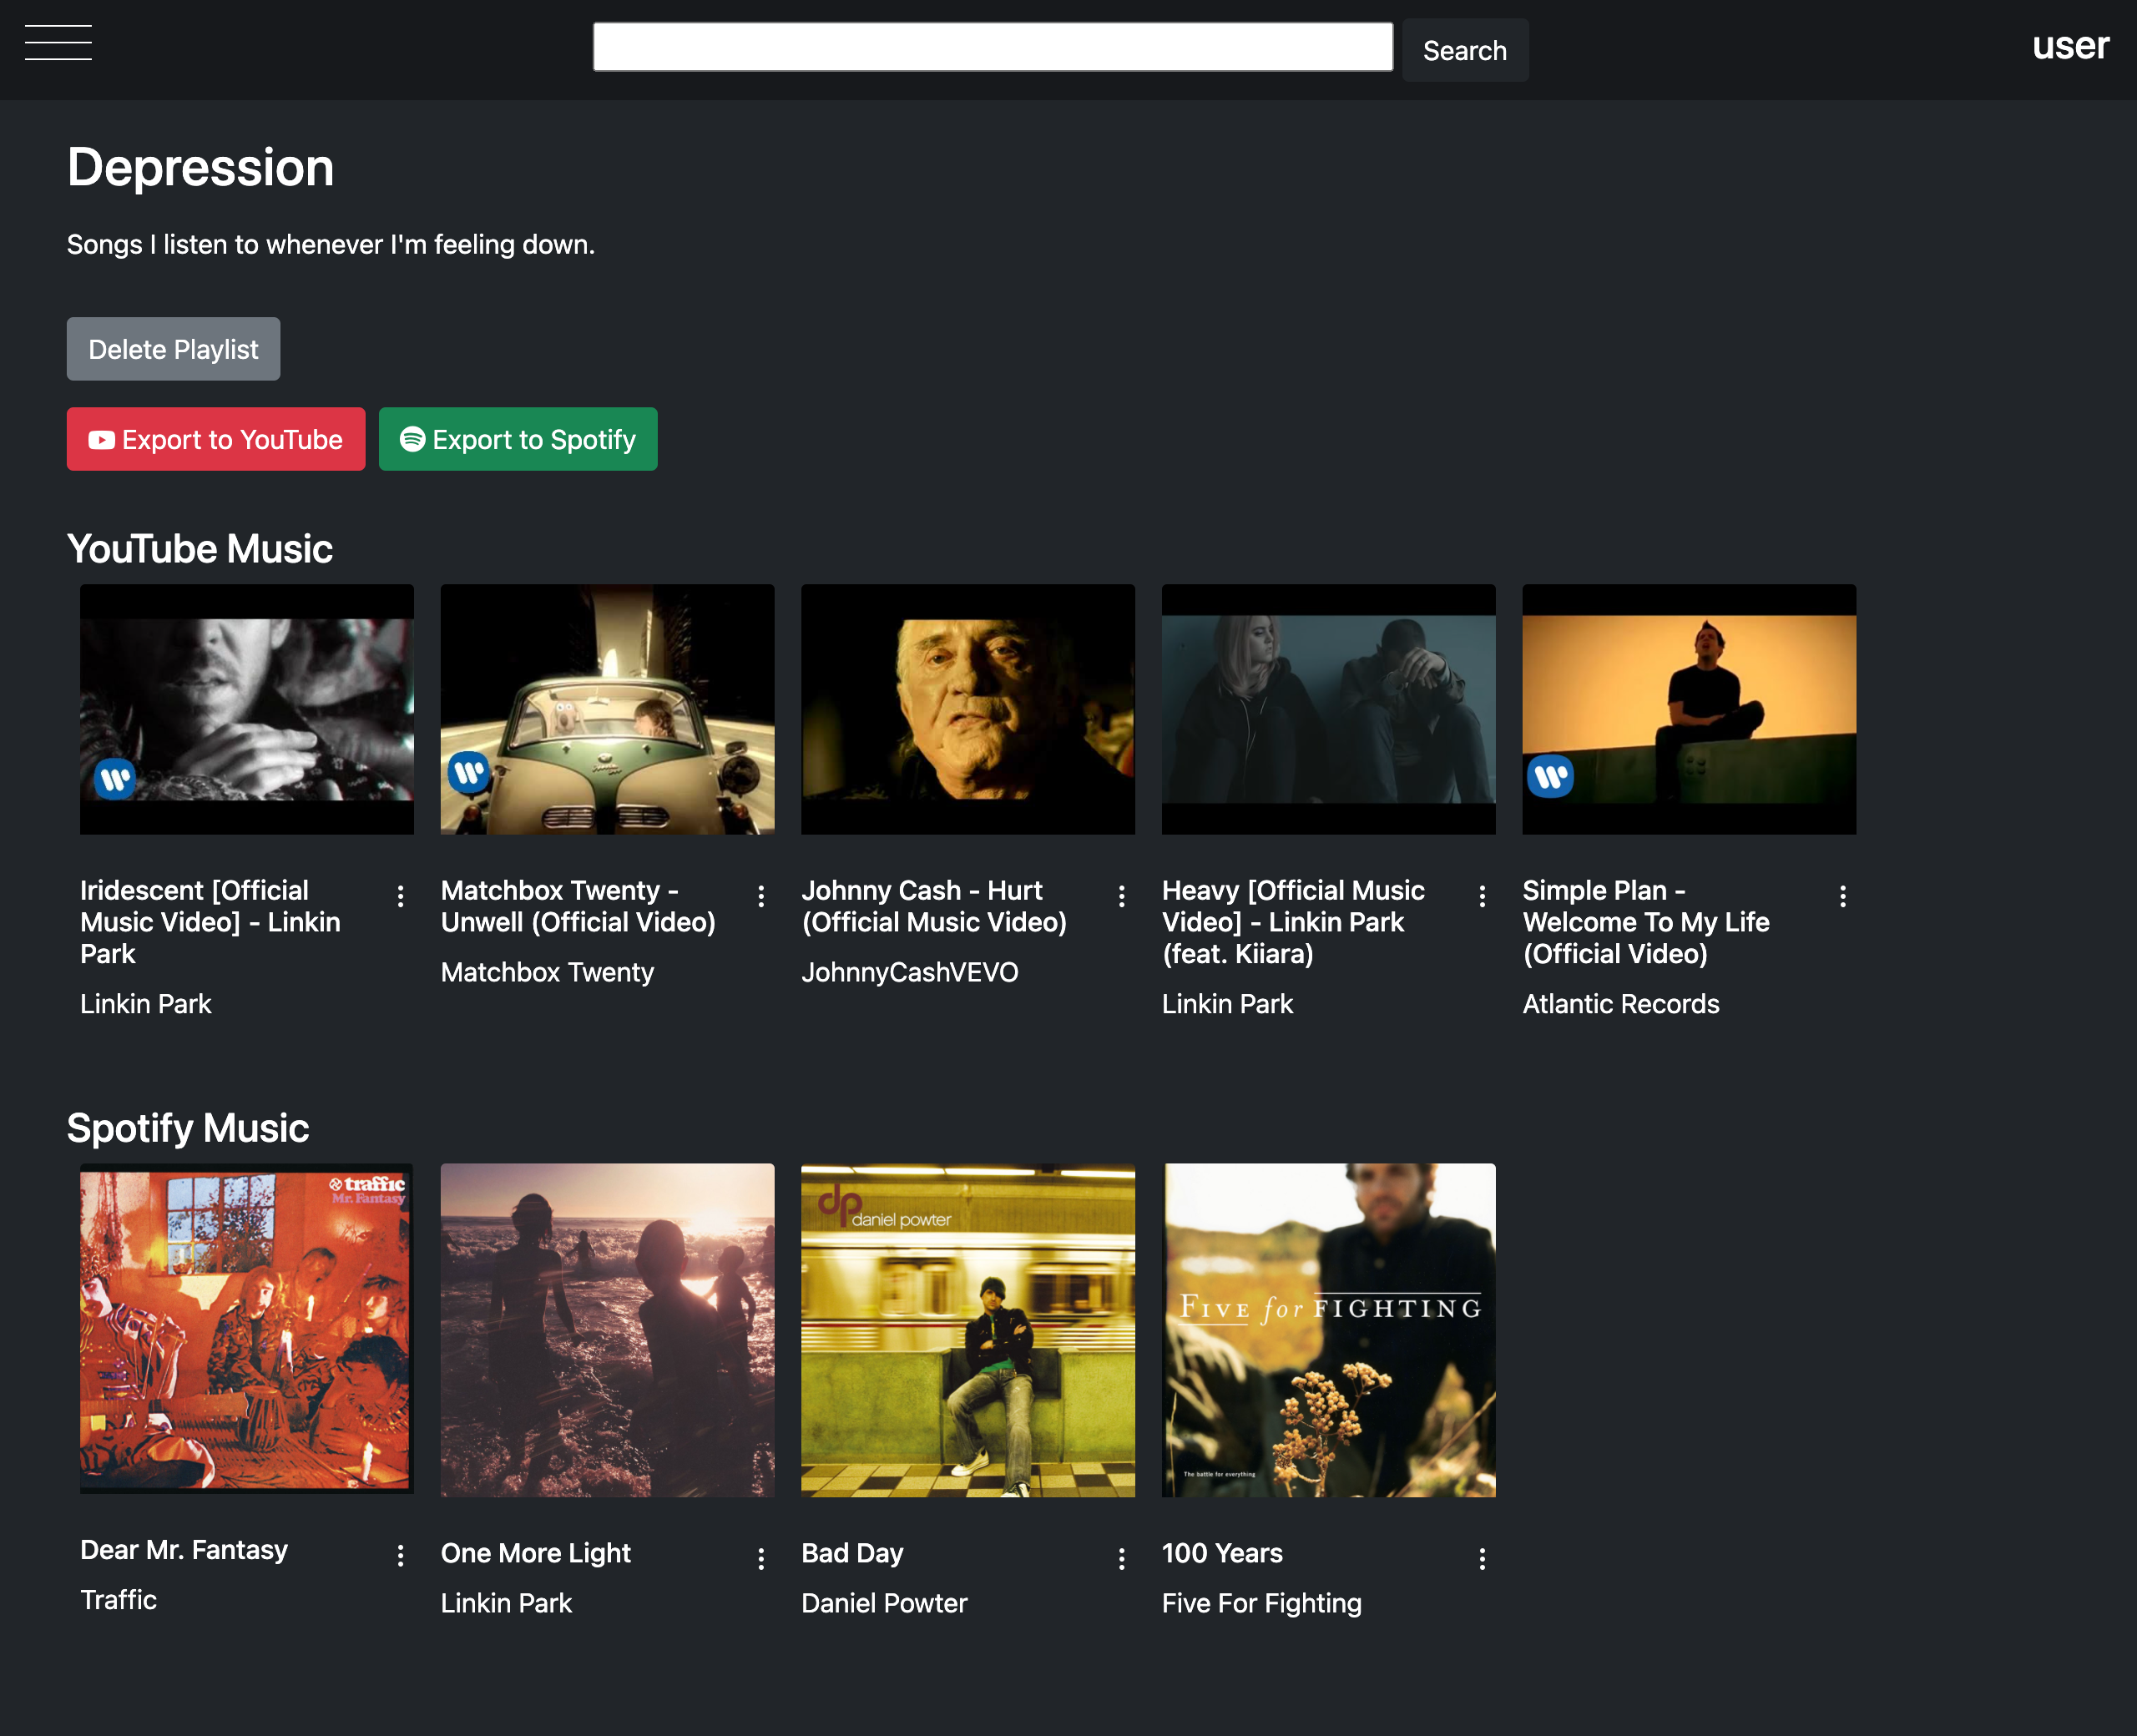 Search
user
Depression
Songs I listen to whenever I'm feeling down.
Delete Playlist
Export to YouTube
Export to Spotify
YouTube Music
Iridescent [Official
Music Video] - Linkin
Park
Linkin Park
Matchbox Twenty -
Unwell (Official Video)
Matchbox Twenty
Johnny Cash - Hurt
(Official Music Video)
JohnnyCashVEVO
Heavy [Official Music
Video] - Linkin Park
(feat. Kiiara)
Linkin Park
Simple Plan -
Welcome To My Life
(Official Video)
Atlantic Records
Spotify Music
traffic
Mr. Fantasy
dp
daniel powter
FIVE for FIGHTING
The battle for everything
Dear Mr. Fantasy
Traffic
One More Light
Linkin Park
Bad Day
Daniel Powter
100 Years
Five For Fighting